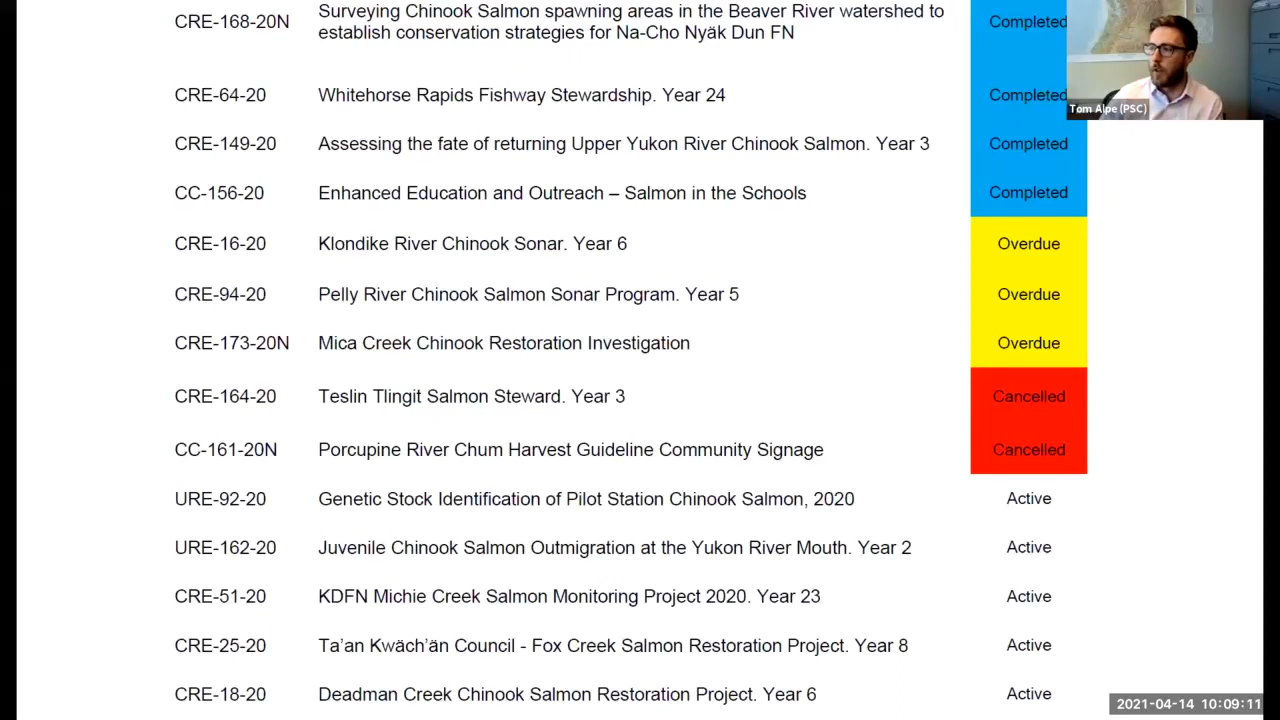 CRE-168-20N Surveying Chinook Salmon spawning areas in the Beaver River watershed to establish conservation strategies for Na-Cho Nyäk Dun FN Completed
CRE-64-20 Whitehorse Rapids Fishway Stewardship. Year 24 Completed
Tom Alpe (PSC)
CRE-149-20 Assessing the fate of returning Upper Yukon River Chinook Salmon. Year 3 Completed
CC-156-20 Enhanced Education and Outreach – Salmon in the Schools Completed
CRE-16-20 Klondike River Chinook Sonar. Year 6 Overdue
CRE-94-20 Pelly River Chinook Salmon Sonar Program. Year 5 Overdue
CRE-173-20N Mica Creek Chinook Restoration Investigation Overdue
CRE-164-20 Teslin Tlingit Salmon Steward. Year 3 Cancelled
CC-161-20N Porcupine River Chum Harvest Guideline Community Signage Cancelled
URE-92-20 Genetic Stock Identification of Pilot Station Chinook Salmon, 2020 Active
URE-162-20 Juvenile Chinook Salmon Outmigration at the Yukon River Mouth. Year 2 Active
CRE-51-20 KDFN Michie Creek Salmon Monitoring Project 2020. Year 23 Active
CRE-25-20 Ta’an Kwäch’än Council - Fox Creek Salmon Restoration Project. Year 8 Active
CRE-18-20 Deadman Creek Chinook Salmon Restoration Project. Year 6 Active
2021-04-14 10:09:11